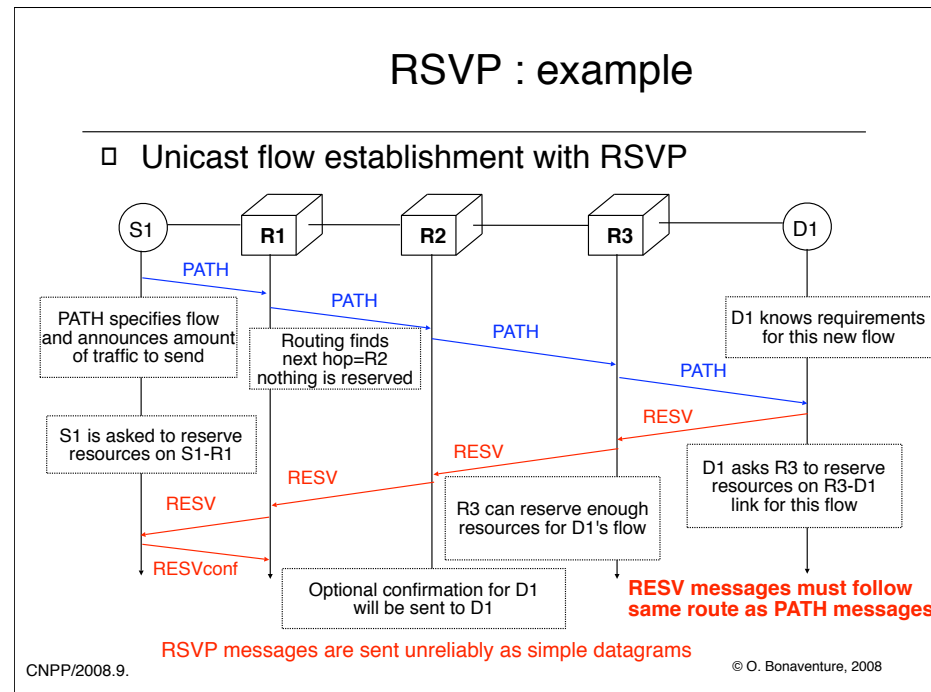 RSVP : example
Unicast flow establishment with RSVP
S1
R1
R2
R3
D1
PATH
PATH
PATH
PATH
PATH specifies flow
and announces amount
of traffic to send
Routing finds
next hop=R2
nothing is reserved
D1 knows requirements
for this new flow
S1 is asked to reserve
resources on S1-R1
RESV
RESV
RESV
RESV
RESVconf
D1 asks R3 to reserve
resources on R3-D1
link for this flow
R3 can reserve enough
resources for D1's flow
Optional confirmation for D1
will be sent to D1
RESV messages must follow
same route as PATH messages
RSVP messages are sent unreliably as simple datagrams
CNPP/2008.9.
© O. Bonaventure, 2008